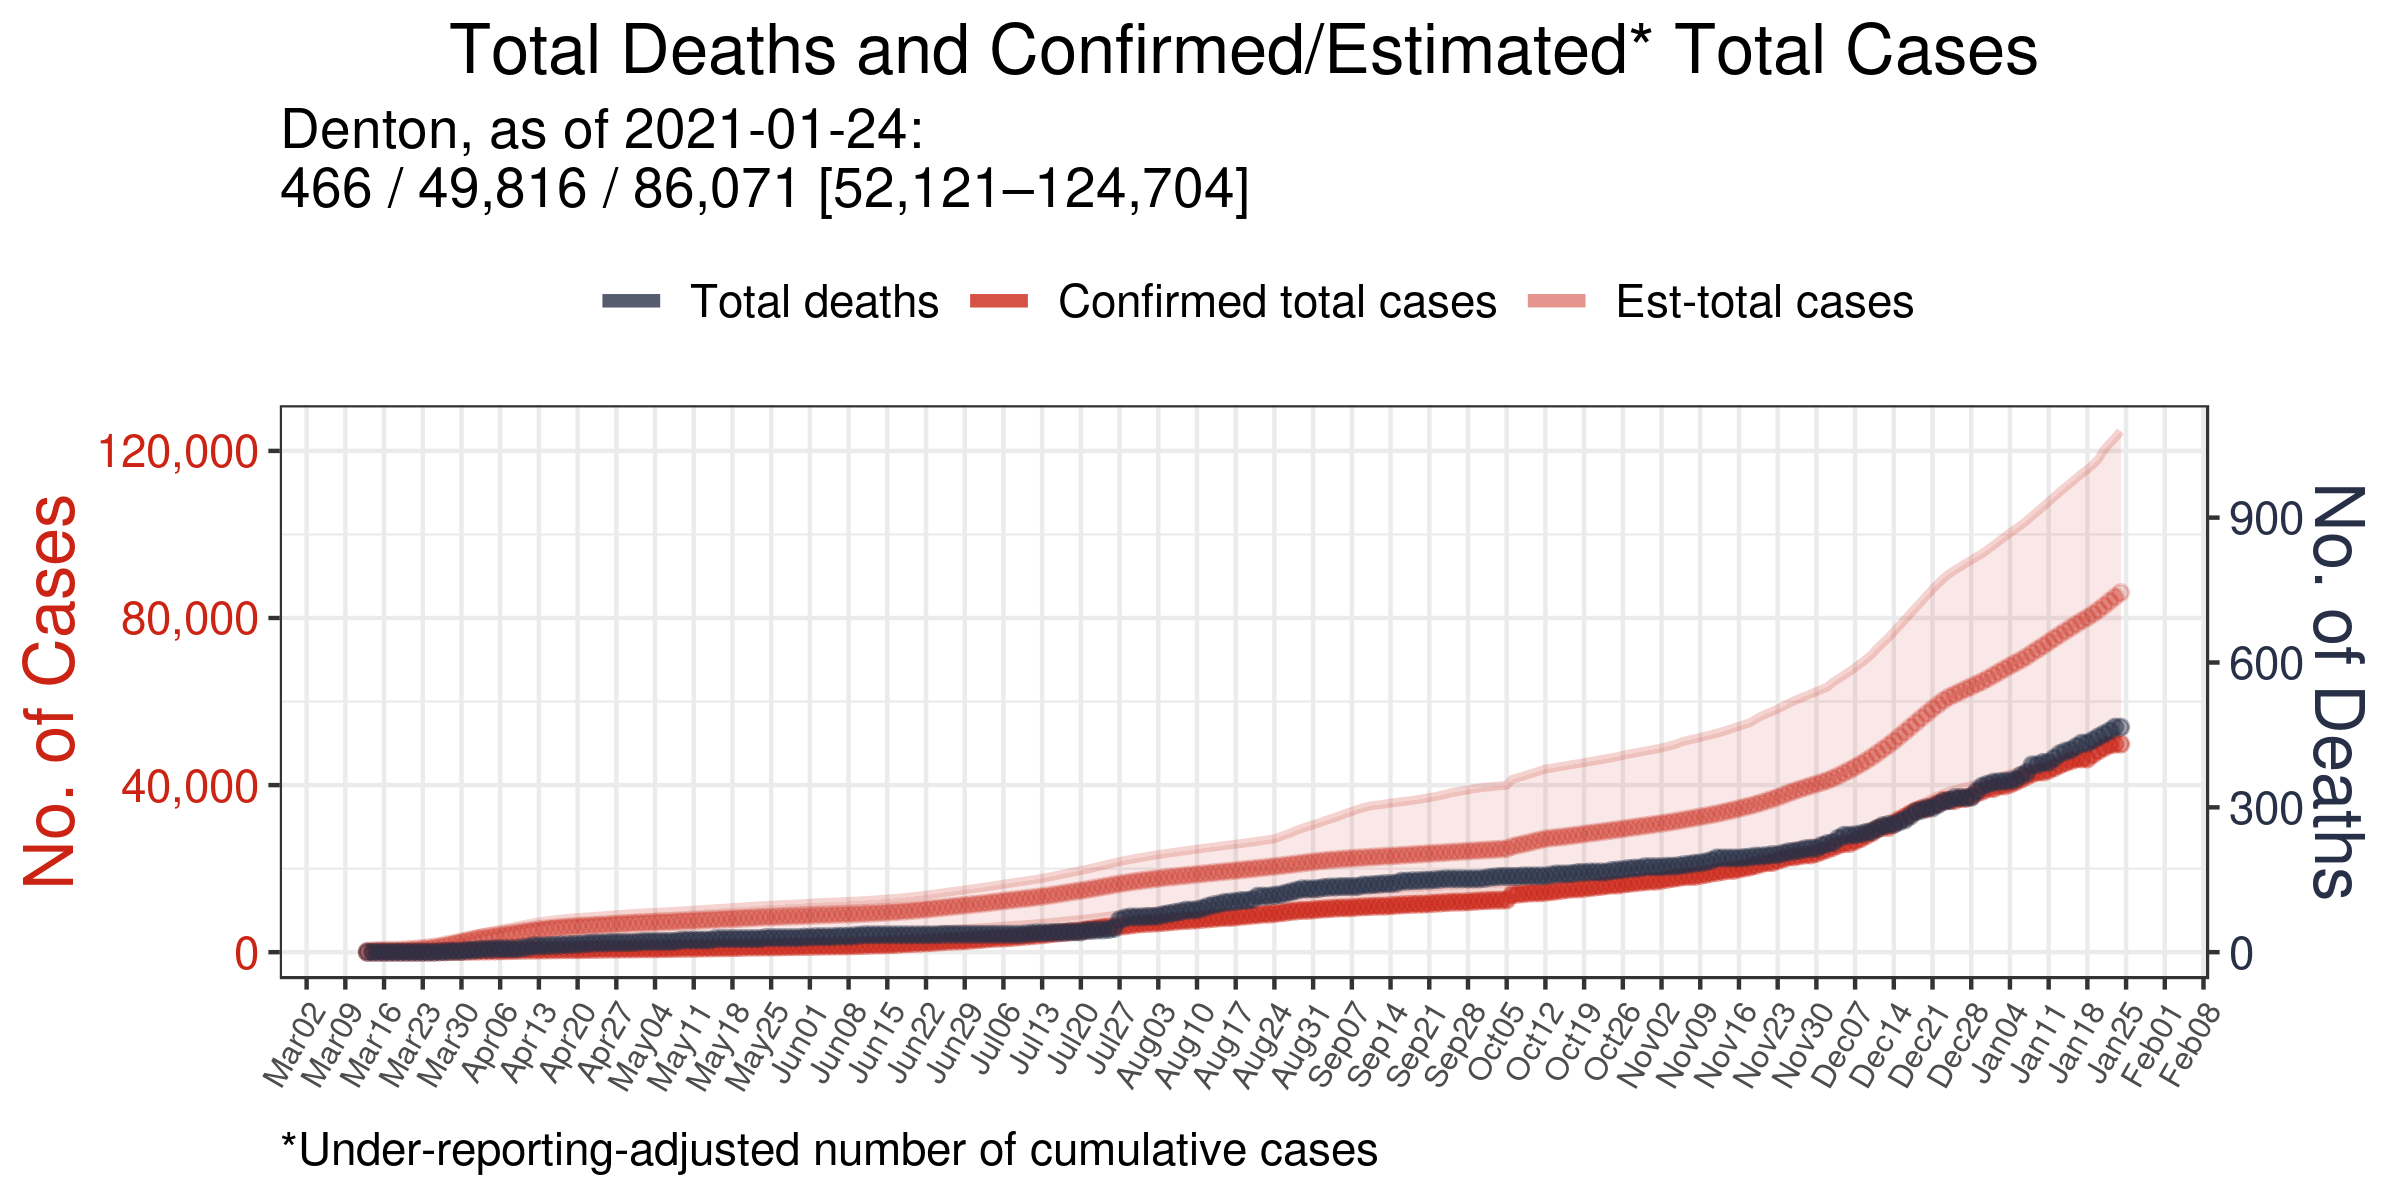 Total Deaths and Confirmed/Estimated* Total Cases
Denton, as of 2021-01-24:
466 / 49,816 / 86,071 [52,121–124,704]
Total deaths
Confirmed total cases
Est-total cases
No. of Cases
120,000
80,000
40,000
0
No. of Deaths
900
600
300
0
Mar02
Mar09
Mar16
Mar23
Mar30
Apr06
Apr13
Apr20
Apr27
May04
May11
May18
May25
Jun01
Jun08
Jun15
Jun22
Jun29
Jul06
Jul13
Jul20
Jul27
Aug03
Aug10
Aug17
Aug24
Aug31
Sep07
Sep14
Sep21
Sep28
Oct05
Oct12
Oct19
Oct26
Nov02
Nov09
Nov16
Nov23
Nov30
Dec07
Dec14
Dec21
Dec28
Jan04
Jan11
Jan18
Jan25
Feb01
Feb08
*Under-reporting-adjusted number of cumulative cases